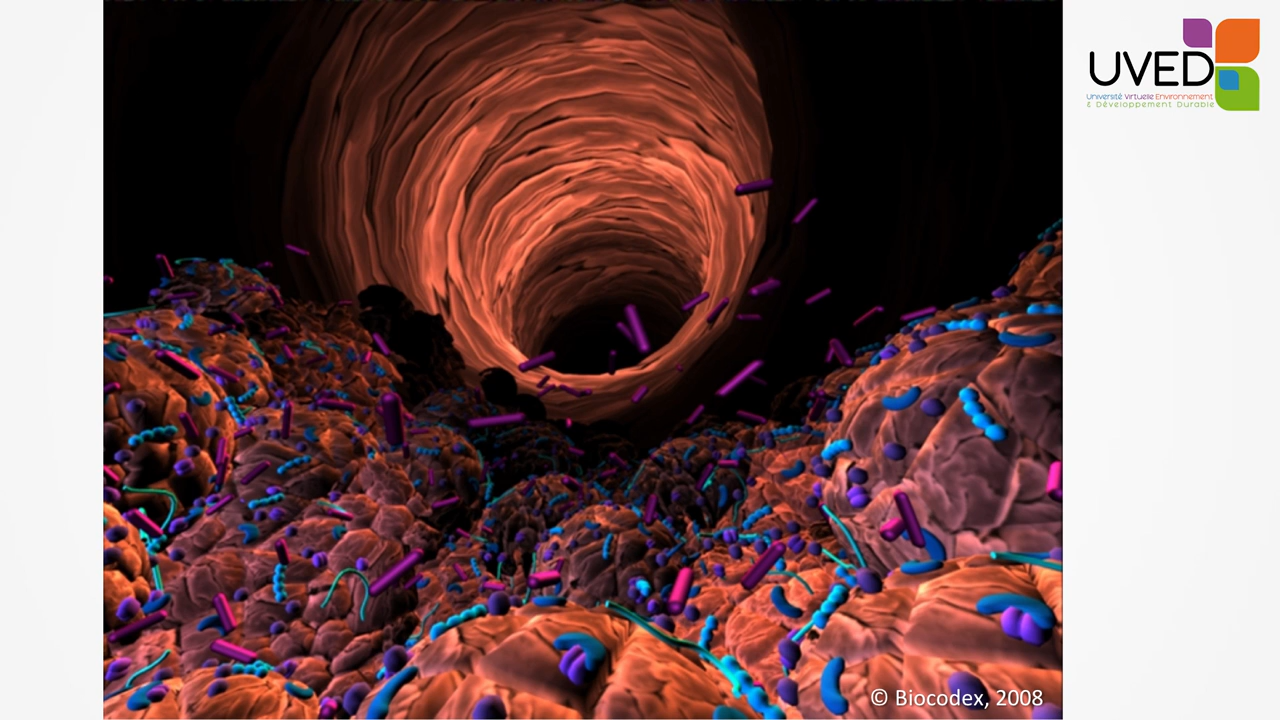 UVED
Université Virtuelle Environnement
& Développement Durable
© Biocodex, 2008